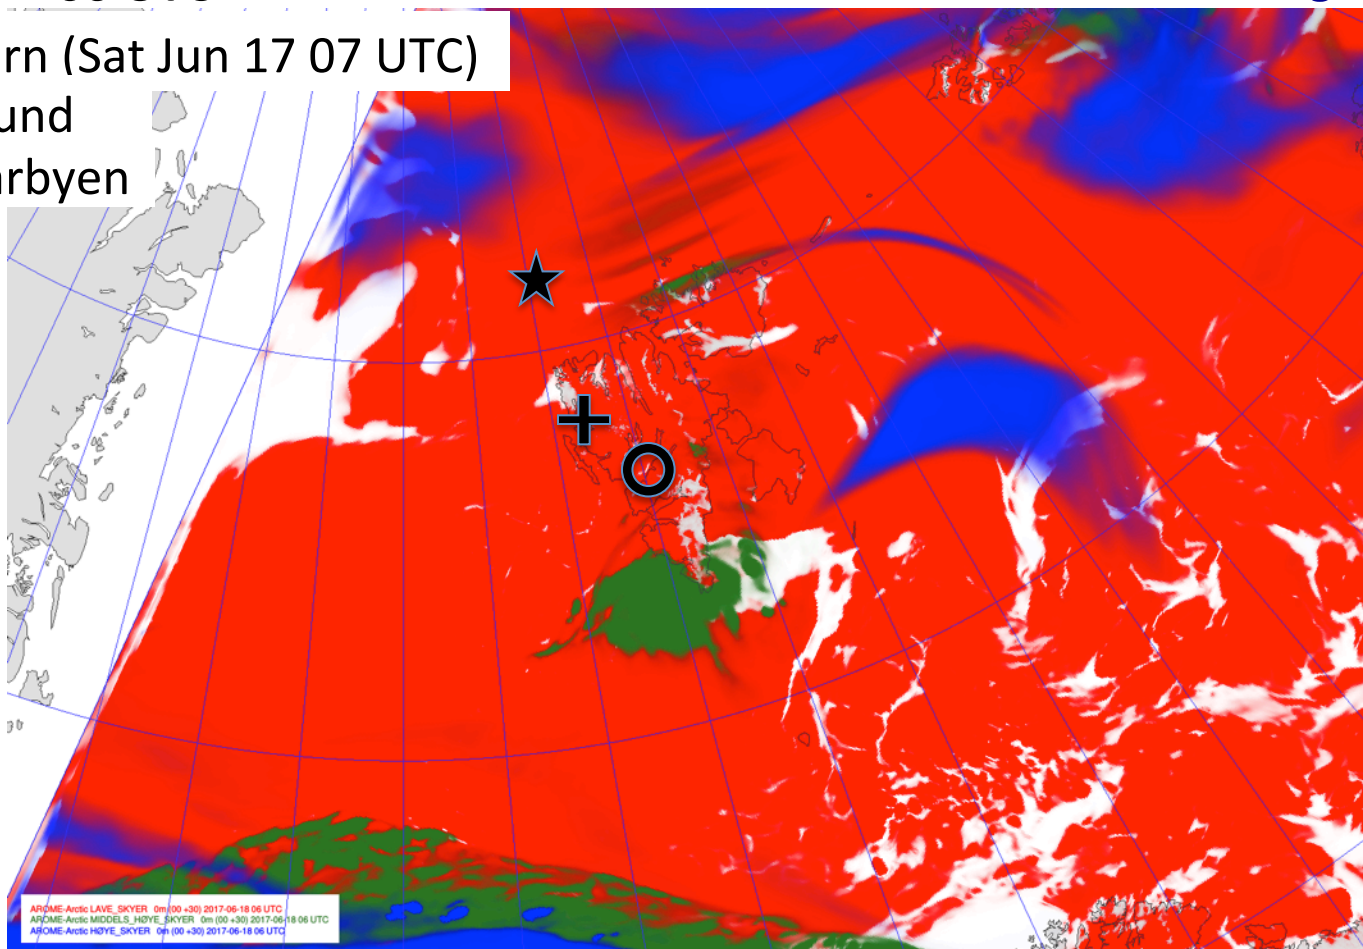 rn (Sat Jun 17 07 UTC)
und
arbyen
AROME-Arctic LAVE_SKYER 0m (00 +30) 2017-06-18 06 UTC
AROME-Arctic MIDDELS_HØYE_SKYER 0m (00 +30) 2017-06-18 06 UTC
AROME-Arctic HØYE_SKYER 0m (00 +30) 2017-06-18 06 UTC